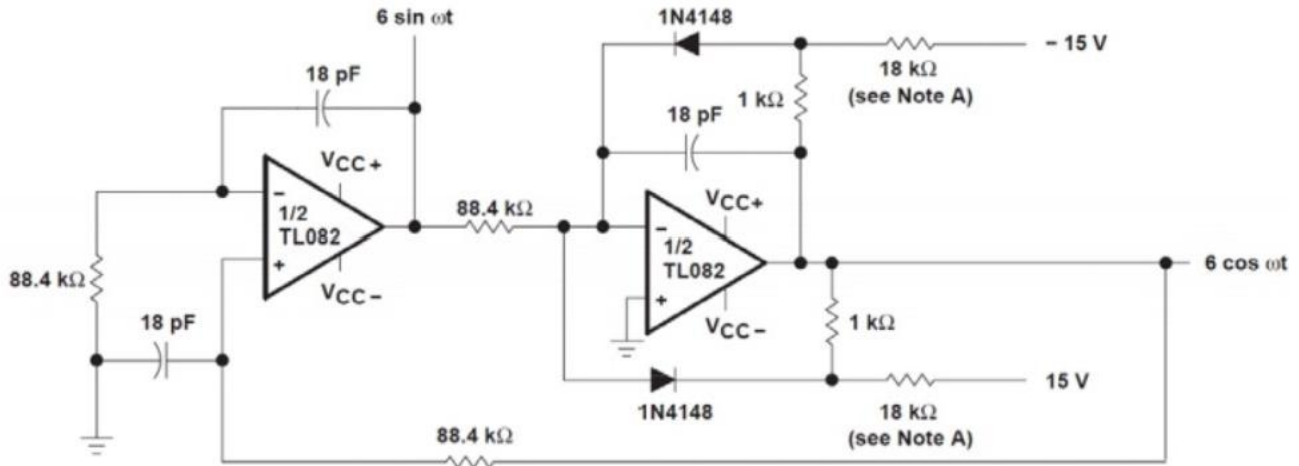 6 sin ωt
1N4148
− 15 V
18 kΩ
(see Note A)
18 pF
1 kΩ
18 pF
VCC+
−
1/2
TL082
+
VCC−
88.4 kΩ
88.4 kΩ
VCC+
−
1/2
TL082
+
VCC−
6 cos ωt
18 pF
1 kΩ
15 V
1N4148
18 kΩ
(see Note A)
88.4 kΩ